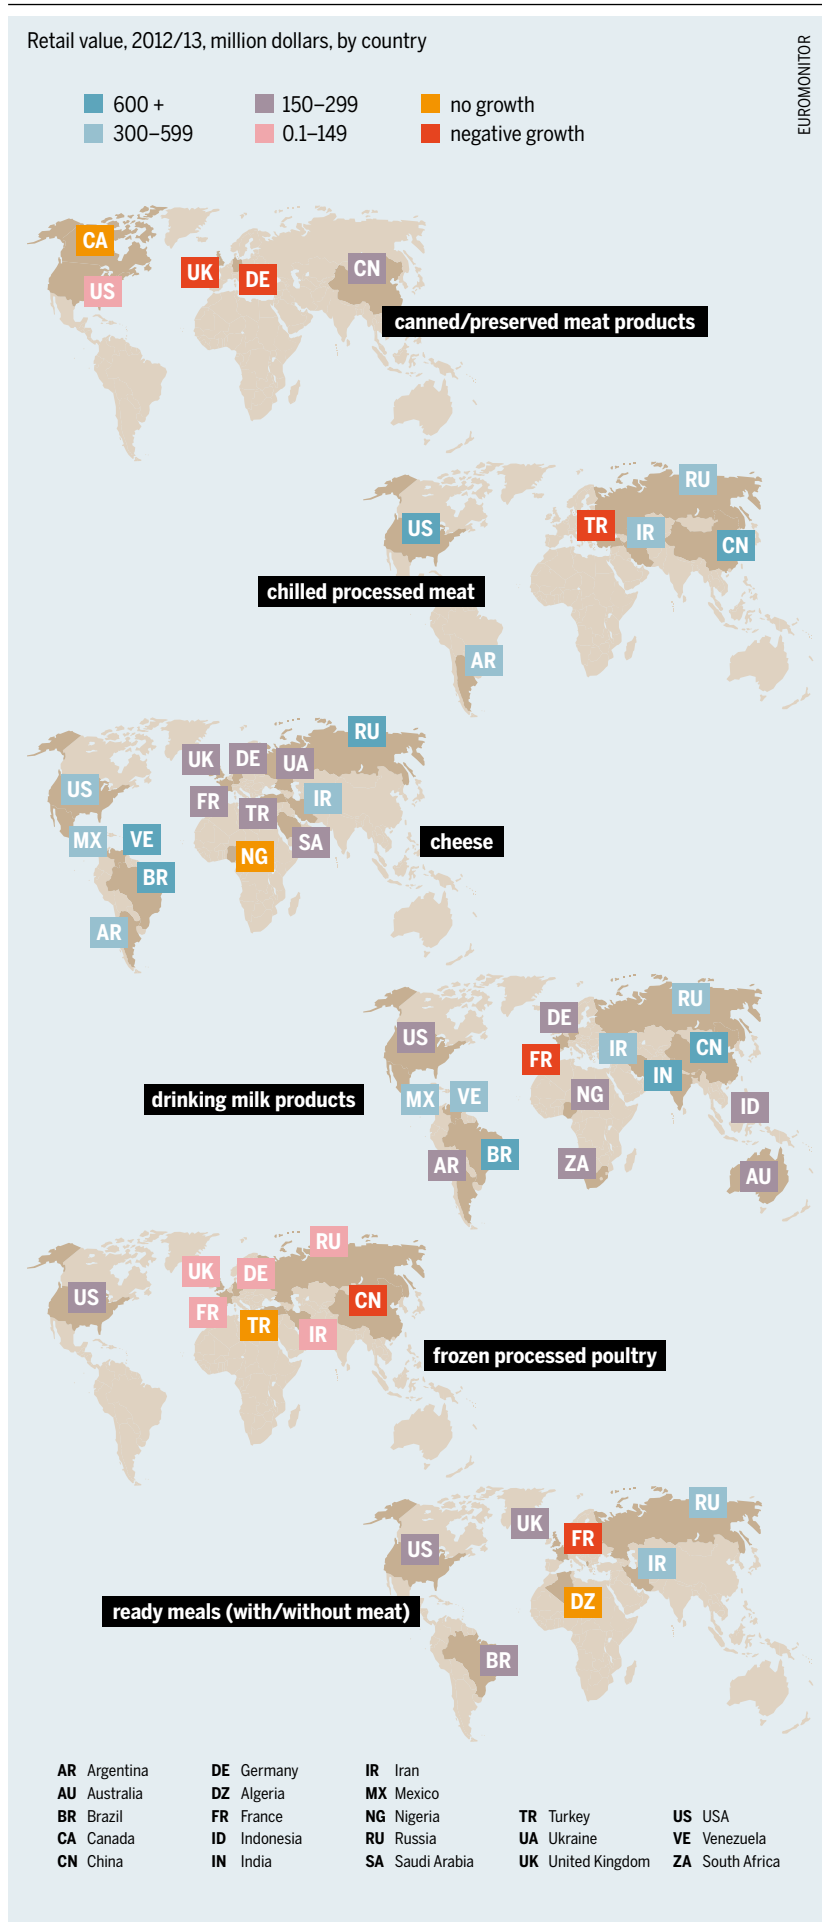 Retail value, 2012/13, million dollars, by country
EUROMONITOR
600 +
150–299
no growth
300–599
0.1–149
negative growth
CA
US
UK
DE
CN
canned/preserved meat products
RU
US
TR
IR
CN
chilled processed meat
AR
RU
UK
DE
UA
US
FR
TR
IR
MX
VE
SA
cheese
NG
BR
AR
RU
DE
US
FR
IR
CN
IN
drinking milk products
MX
VE
NG
ID
AR
BR
ZA
AU
RU
UK
DE
US
FR
TR
IR
CN
frozen processed poultry
RU
UK
US
FR
IR
DZ
ready meals (with/without meat)
BR
AR Argentina
AU Australia
BR Brazil
CA Canada
CN China
DE Germany
DZ Algeria
FR France
ID Indonesia
IN India
IR Iran
MX Mexico
NG Nigeria
RU Russia
SA Saudi Arabia
TR Turkey
UA Ukraine
UK United Kingdom
US USA
VE Venezuela
ZA South Africa